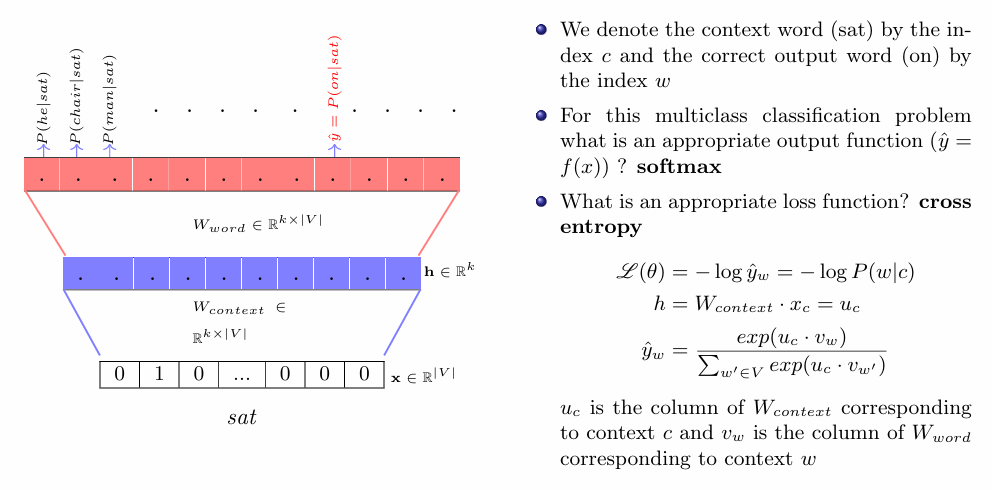 P(he|sat)
P(chair|sat)
P(man|sat)
. . . . .
ŷ = P(on|sat)
. . . .
. . . . . . . . . . . .
W_word ∈ ℝ^{k×|V|}
. . . . . . . . . .
h ∈ ℝ^k
W_context ∈
ℝ^{k×|V|}
0 1 0 ... 0 0 0
x ∈ ℝ^{|V|}
sat
We denote the context word (sat) by the in-
dex c and the correct output word (on) by
the index w
For this multiclass classification problem
what is an appropriate output function (ŷ =
f(x)) ? softmax
What is an appropriate loss function? cross
entropy
ℒ(θ) = − log ŷ_w = − log P(w|c)
h = W_context · x_c = u_c
ŷ_w = exp(u_c · v_w) / ∑_{w′∈V} exp(u_c · v_{w′})
u_c is the column of W_context corresponding
to context c and v_w is the column of W_word
corresponding to context w